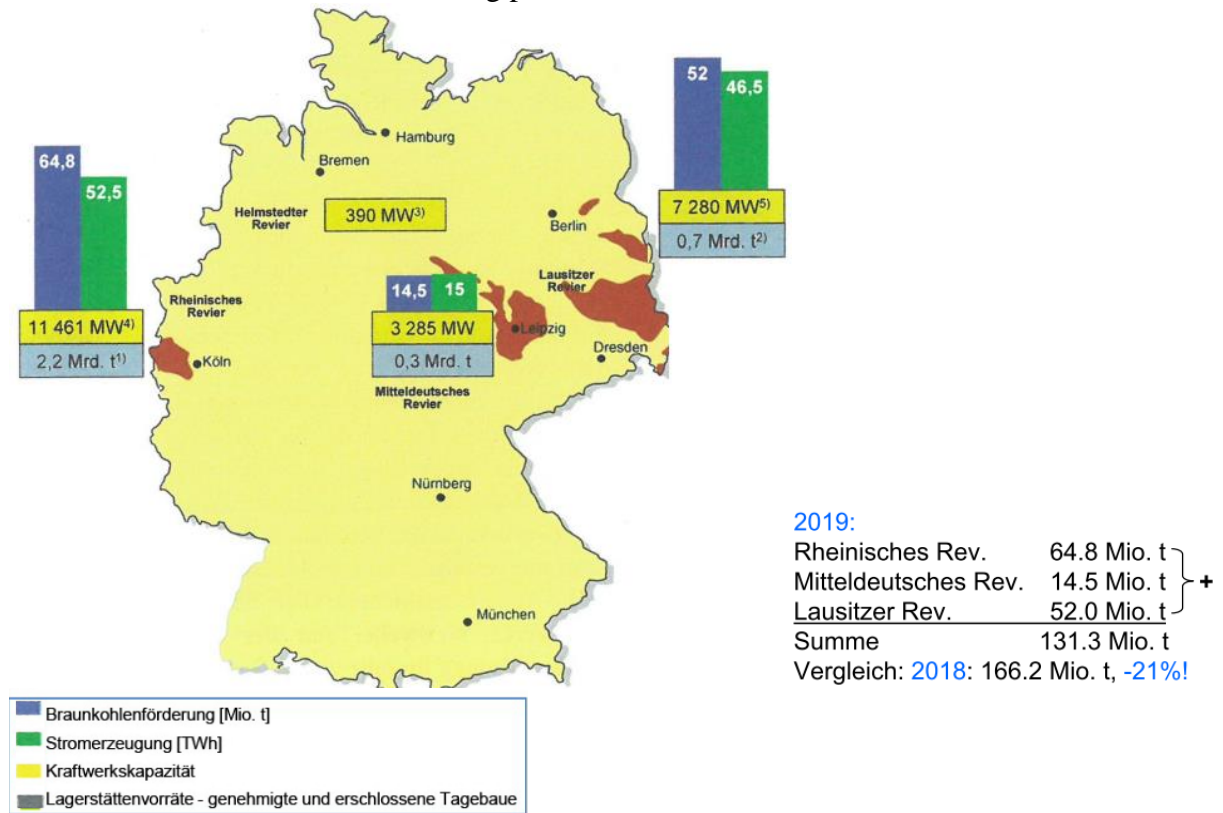 52
46,5
7 280 MW5)
0,7 Mrd. t2)
64,8
52,5
11 461 MW4)
2,2 Mrd. t1)
Hamburg
Bremen
Helmstedter
Revier
390 MW3)
Berlin
Lausitzer
Revier
Rheinisches
Revier
14,5
15
3 285 MW
0,3 Mrd. t
Leipzig
Dresden
Köln
Mitteldeutsches
Revier
Nürnberg
München
2019:
Rheinisches Rev. 64.8 Mio. t
Mitteldeutsches Rev. 14.5 Mio. t
Lausitzer Rev. 52.0 Mio. t
+
Summe 131.3 Mio. t
Vergleich: 2018: 166.2 Mio. t, -21%!
Braunkohlenförderung [Mio. t]
Stromerzeugung [TWh]
Kraftwerkskapazität
Lagerstättenvorräte - genehmigte und erschlossene Tagebaue